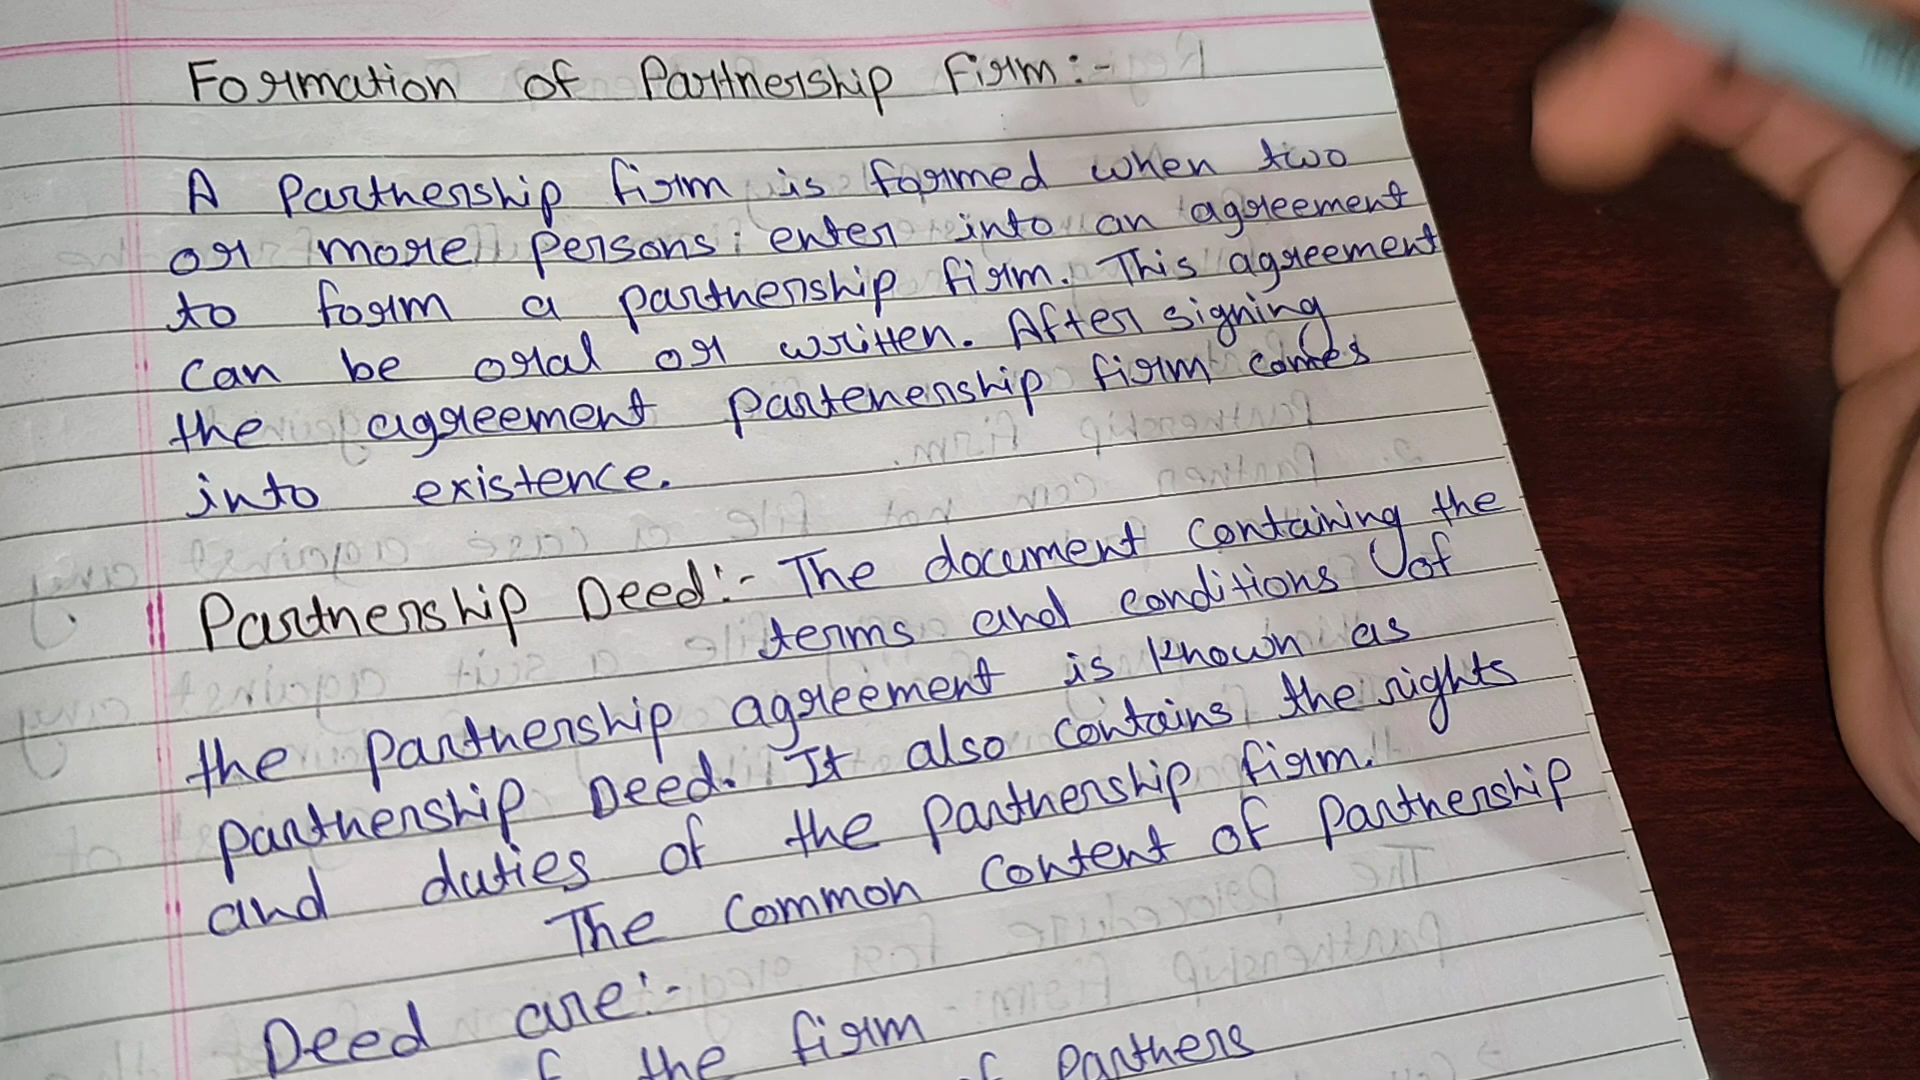 Formation of Partnership Firm:-
A Partnership firm is formed when two
or more persons enter into an agreement
to form a partnership firm. This agreement
can be oral or written. After signing
the agreement partenership firm comes
into existence.
Partnership Deed:- The document containing the
terms and conditions of
the partnership agreement is known as
partnership Deed. It also contains the rights
and duties of the partnership firm.
The common content of partnership
Deed are:-
the firm
of Partners